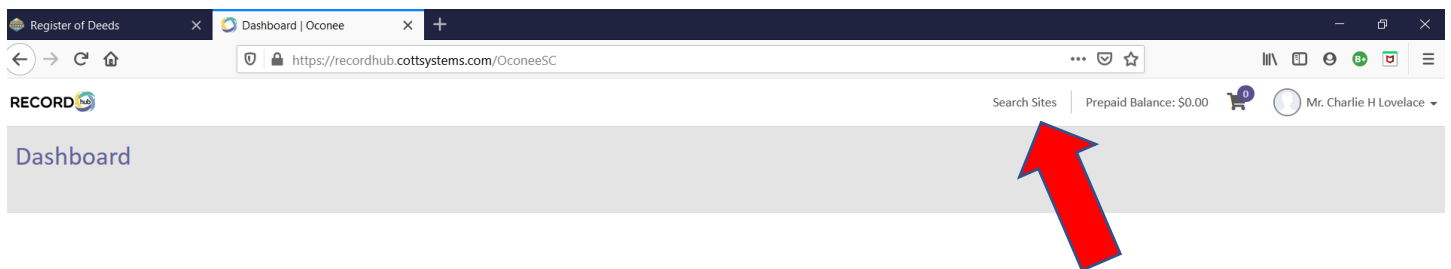 Register of Deeds
Dashboard | Oconee
https://recordhub.cottsystems.com/OconeeSC
RECORD hub
Search Sites
Prepaid Balance: $0.00
0
Mr. Charlie H Lovelace
Dashboard